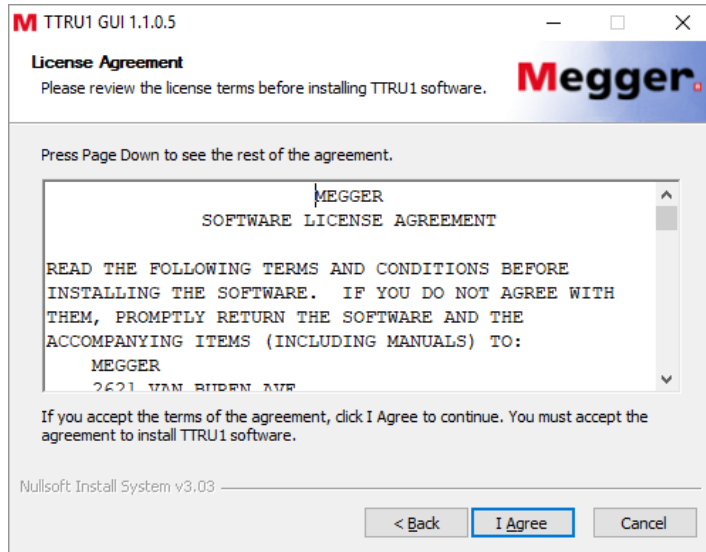 TTRU1 GUI 1.1.0.5
License Agreement
Please review the license terms before installing TTRU1 software.
Megger.
Press Page Down to see the rest of the agreement.
MEGGER
SOFTWARE LICENSE AGREEMENT
READ THE FOLLOWING TERMS AND CONDITIONS BEFORE
INSTALLING THE SOFTWARE. IF YOU DO NOT AGREE WITH
THEM, PROMPTLY RETURN THE SOFTWARE AND THE
ACCOMPANYING ITEMS (INCLUDING MANUALS) TO:
MEGGER
2621 VAN BUREN AVE
If you accept the terms of the agreement, click I Agree to continue. You must accept the
agreement to install TTRU1 software.
Nullsoft Install System v3.03
< Back
I Agree
Cancel